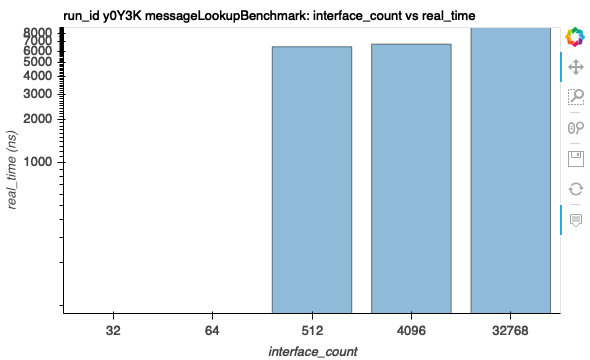 run_id y0Y3K messageLookupBenchmark: interface_count vs real_time
8000
7000
6000
5000
4000
3000
2000
1000
real_time (ns)
32 64 512 4096 32768
interface_count